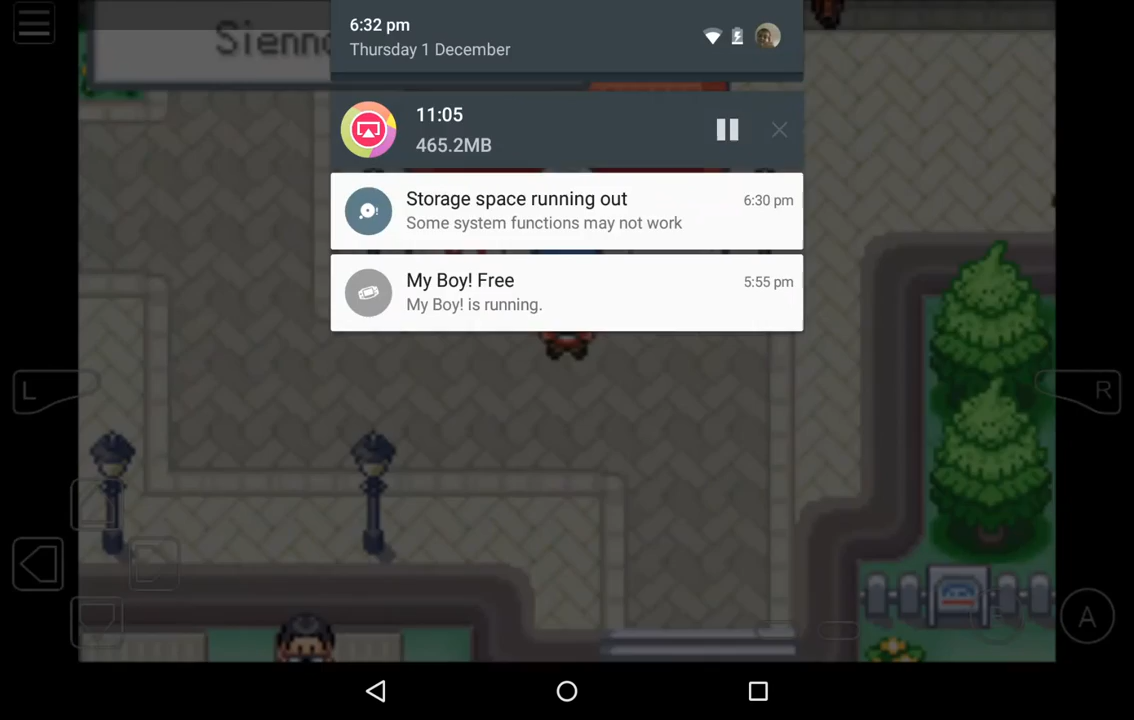 6:32 pm
Thursday 1 December
11:05
465.2MB
Storage space running out
6:30 pm
Some system functions may not work
My Boy! Free
5:55 pm
My Boy! is running.
L
R
A
B